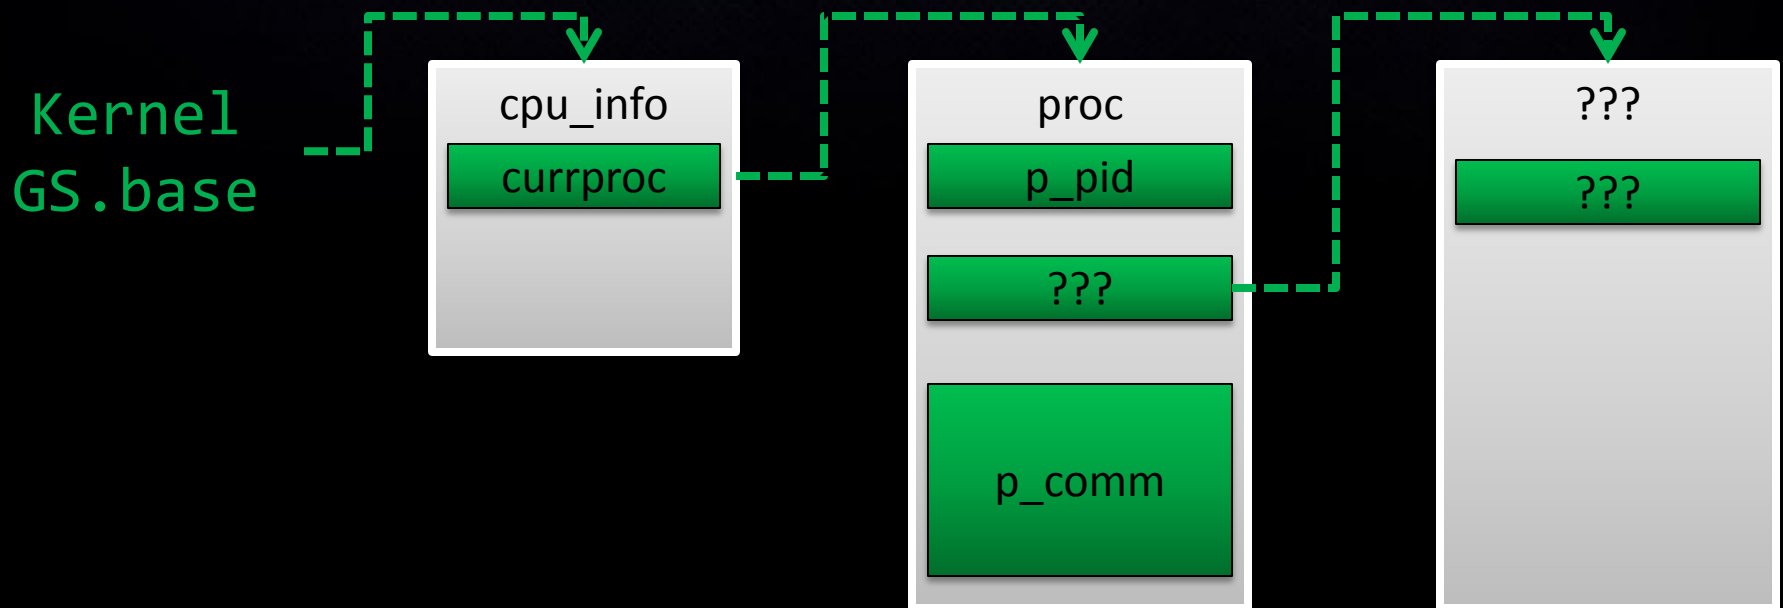 Kernel
GS.base
cpu_info
currproc
proc
p_pid
???
p_comm
???
???